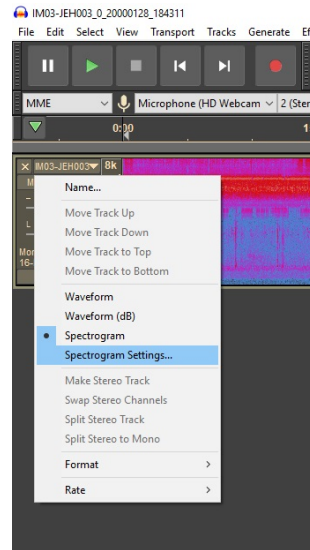 IM03-JEH003_0_20000128_184311
File Edit Select View Transport Tracks Generate
MME Microphone (HD Webcam 2 (Ster
0:00 1
× IM03-JEH003 8k
Name...
Move Track Up
Move Track Down
Move Track to Top
Move Track to Bottom
Waveform
Waveform (dB)
Spectrogram
Spectrogram Settings...
Make Stereo Track
Swap Stereo Channels
Split Stereo Track
Split Stereo to Mono
Format
Rate